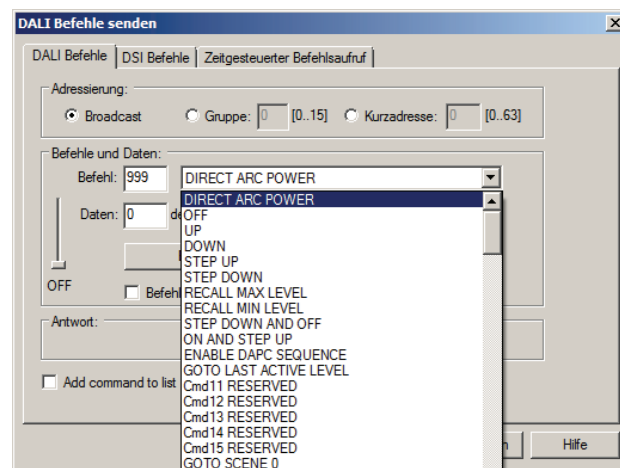 DALI Befehle senden
DALI Befehle DSI Befehle Zeitgesteuerter Befehlsaufruf
Adressierung:
Broadcast Gruppe: 0 [0..15] Kurzadresse: 0 [0..63]
Befehle und Daten:
Befehl: 999 DIRECT ARC POWER
DIRECT ARC POWER
Daten: 0
OFF
UP
DOWN
STEP UP
STEP DOWN
OFF
Befehl
RECALL MAX LEVEL
RECALL MIN LEVEL
Antwort:
STEP DOWN AND OFF
ON AND STEP UP
ENABLE DAPC SEQUENCE
GOTO LAST ACTIVE LEVEL
Add command to list
Cmd11 RESERVED
Cmd12 RESERVED
Cmd13 RESERVED
Cmd14 RESERVED
Cmd15 RESERVED
GOTO SCENE 0
Hilfe